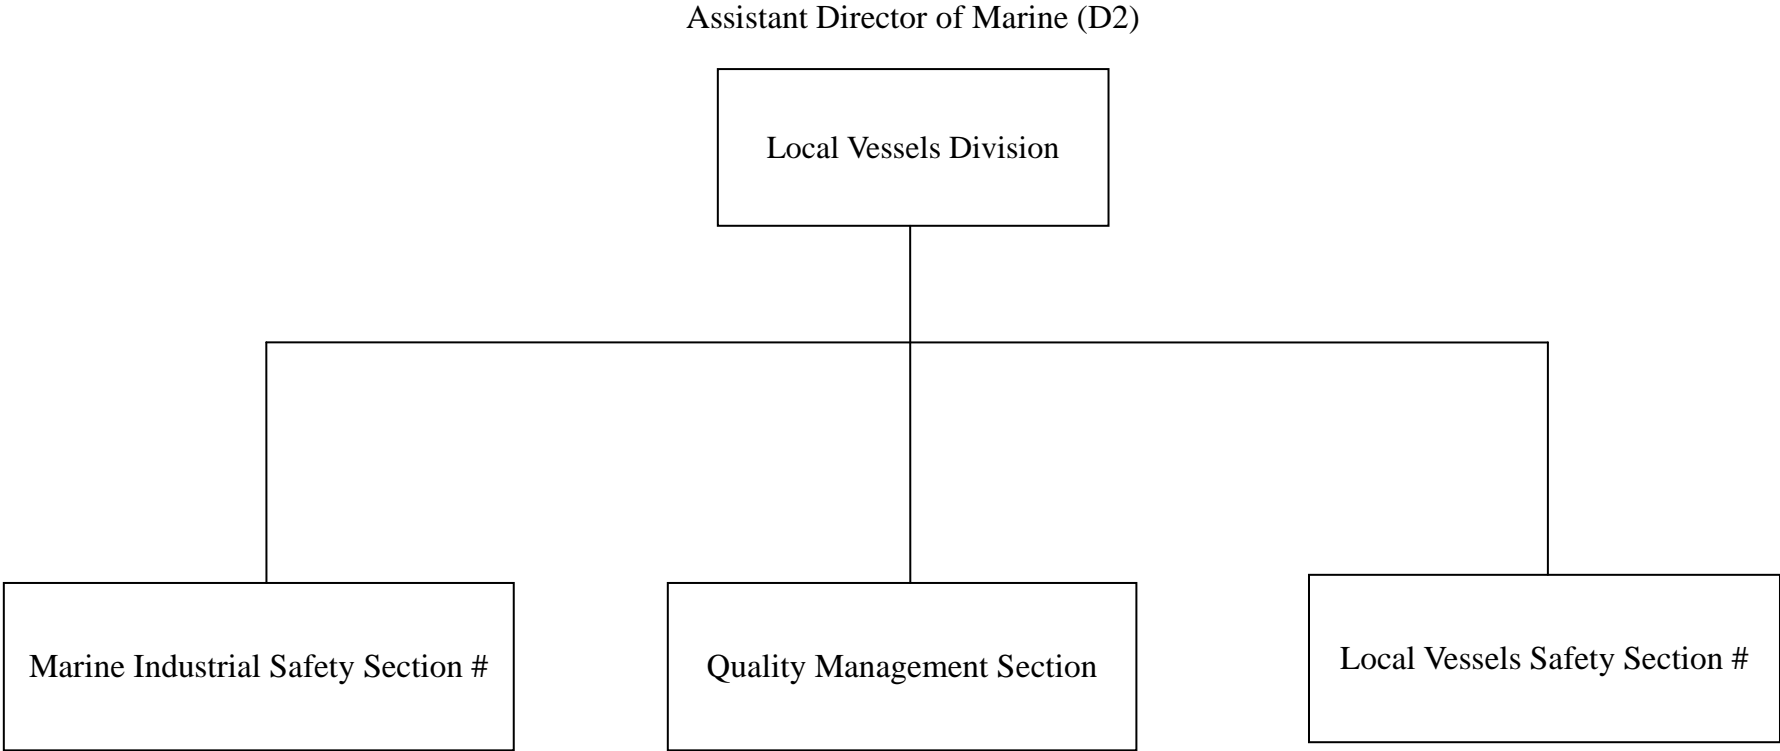 Assistant Director of Marine (D2)
Local Vessels Division
Marine Industrial Safety Section #
Quality Management Section
Local Vessels Safety Section #